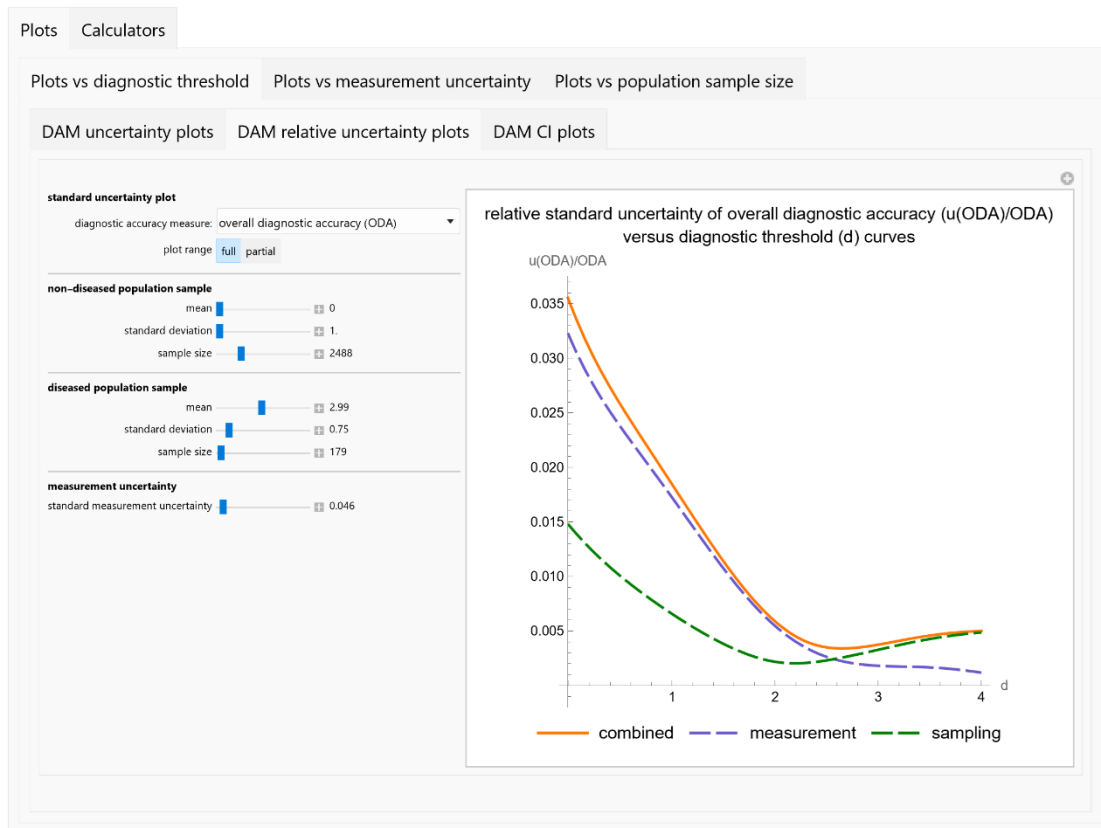 Plots Calculators
Plots vs diagnostic threshold Plots vs measurement uncertainty Plots vs population sample size
DAM uncertainty plots DAM relative uncertainty plots DAM CI plots
standard uncertainty plot
diagnostic accuracy measure: overall diagnostic accuracy (ODA)
plot range full partial
non-diseased population sample
mean 0
standard deviation 1.
sample size 2488
diseased population sample
mean 2.99
standard deviation 0.75
sample size 179
measurement uncertainty
standard measurement uncertainty 0.046
relative standard uncertainty of overall diagnostic accuracy (u(ODA)/ODA)
versus diagnostic threshold (d) curves
u(ODA)/ODA
0.035
0.030
0.025
0.020
0.015
0.010
0.005
1 2 3 4 d
combined measurement sampling